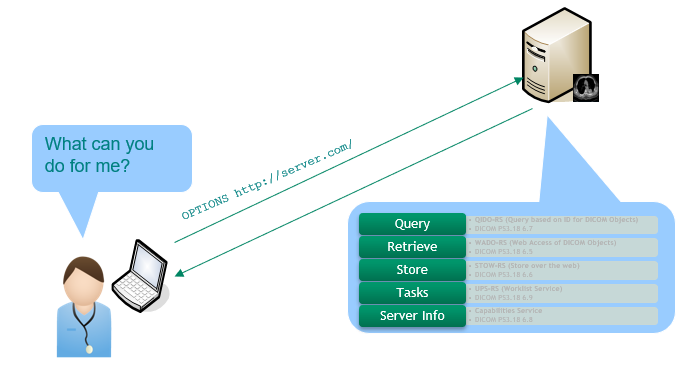 What can you
do for me?
OPTIONS http://server.com/
Query
• QIDO-RS (Query based on ID for DICOM Objects)
• DICOM PS3.18 6.7
Retrieve
• WADO-RS (Web Access of DICOM Objects)
• DICOM PS3.18 6.5
Store
• STOW-RS (Store over the web)
• DICOM PS3.18 6.6
Tasks
• UPS-RS (Worklist Service)
• DICOM PS3.18 6.9
Server Info
• Capabilities Service
• DICOM PS3.18 6.8